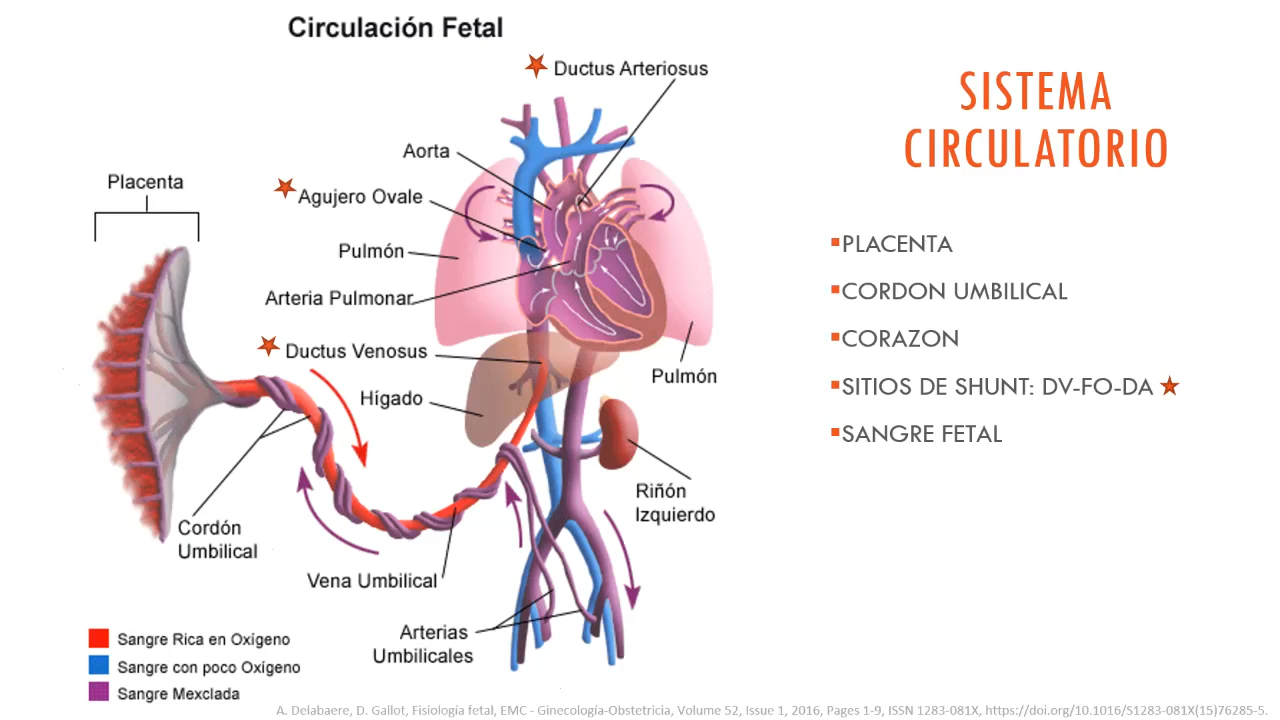 Circulación Fetal
Ductus Arteriosus
Aorta
Placenta
Agujero Ovale
Pulmón
Arteria Pulmonar
Ductus Venosus
Pulmón
Hígado
Riñón
Izquierdo
Cordón
Umbilical
Vena Umbilical
Arterias
Umbilicales
Sangre Rica en Oxígeno
Sangre con poco Oxígeno
Sangre Mexclada
SISTEMA
CIRCULATORIO
▪PLACENTA
▪CORDON UMBILICAL
▪CORAZON
▪SITIOS DE SHUNT: DV-FO-DA
▪SANGRE FETAL
A. Delabaere, D. Gallot, Fisiología fetal, EMC - Ginecología-Obstetricia, Volume 52, Issue 1, 2016, Pages 1-9, ISSN 1283-081X, https://doi.org/10.1016/S1283-081X(15)76285-5.